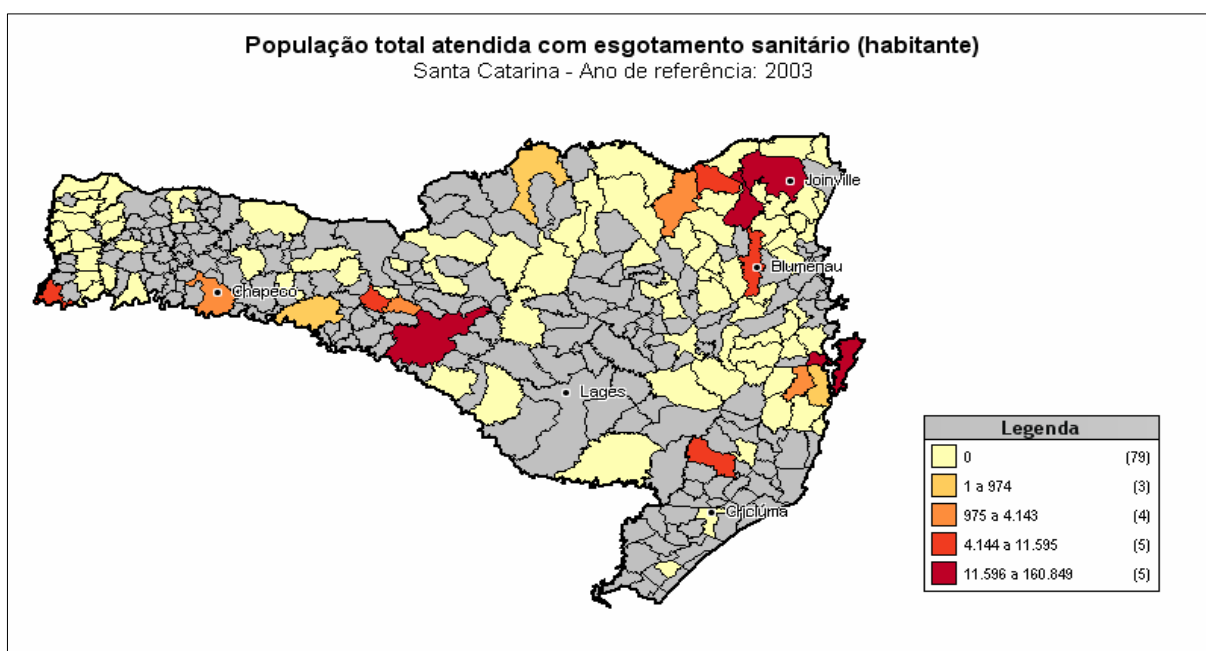 População total atendida com esgotamento sanitário (habitante)
Santa Catarina - Ano de referência: 2003
Joinville
Blumenau
Chapecó
Lages
Criciúma
Legenda
0 (79)
1 a 974 (3)
975 a 4.143 (4)
4.144 a 11.595 (5)
11.596 a 160.849 (5)